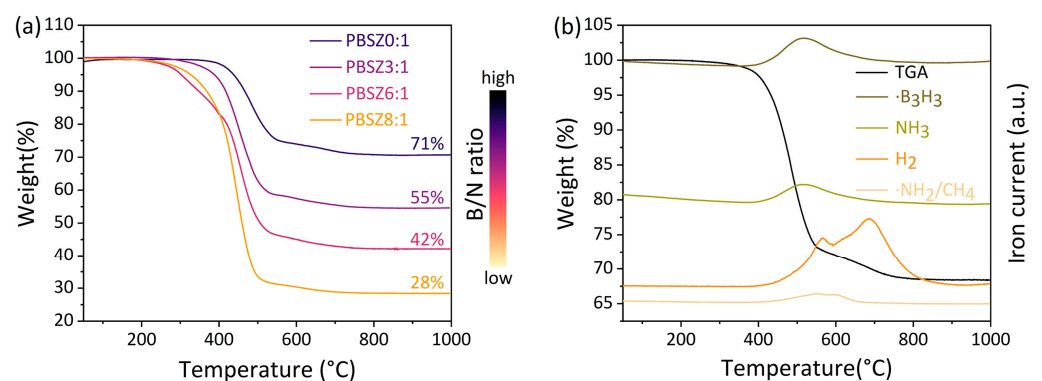 (a)
110
100
90
80
70
60
50
40
30
20
Weight(%)
200
400
600
800
1000
Temperature (°C)
PBSZ0:1
PBSZ3:1
PBSZ6:1
PBSZ8:1
71%
55%
42%
28%
high
B/N ratio
low
(b)
105
100
95
90
85
80
75
70
65
Weight (%)
200
400
600
800
1000
Temperature(°C)
TGA
·B₃H₃
NH₃
H₂
·NH₂/CH₄
Iron current (a.u.)